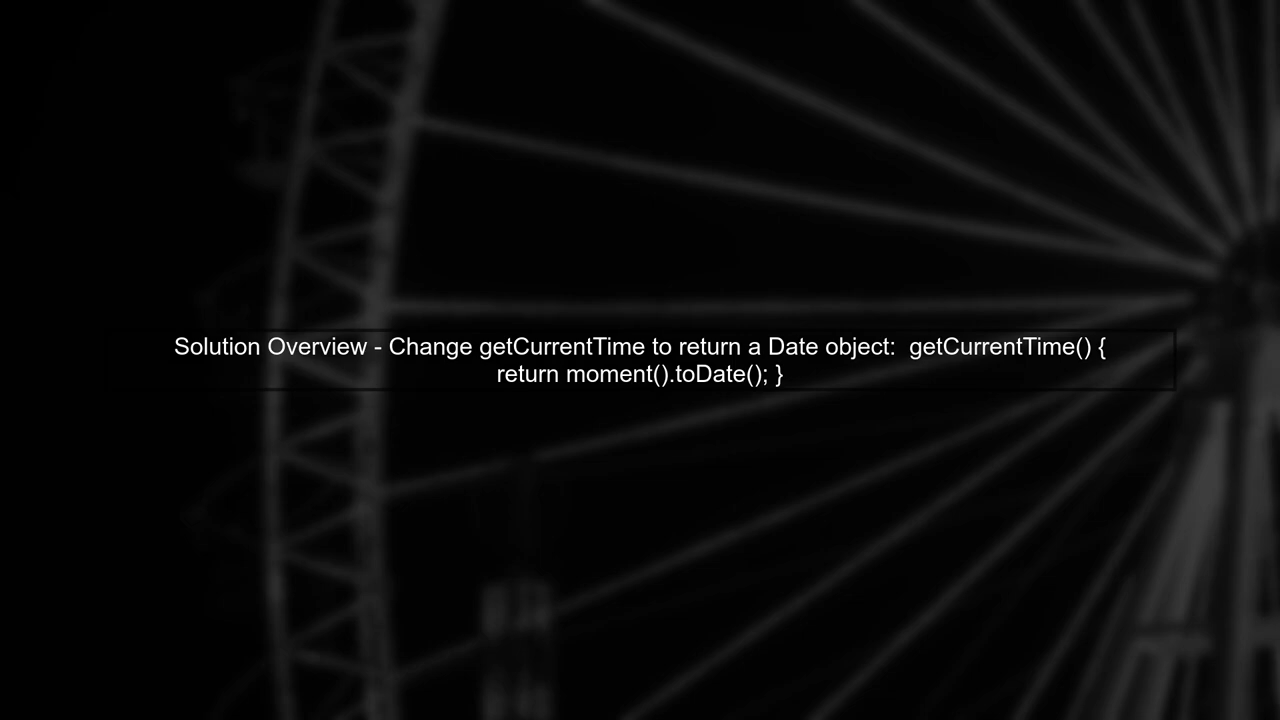 Solution Overview - Change getCurrentTime to return a Date object:  getCurrentTime() {
return moment().toDate(); }